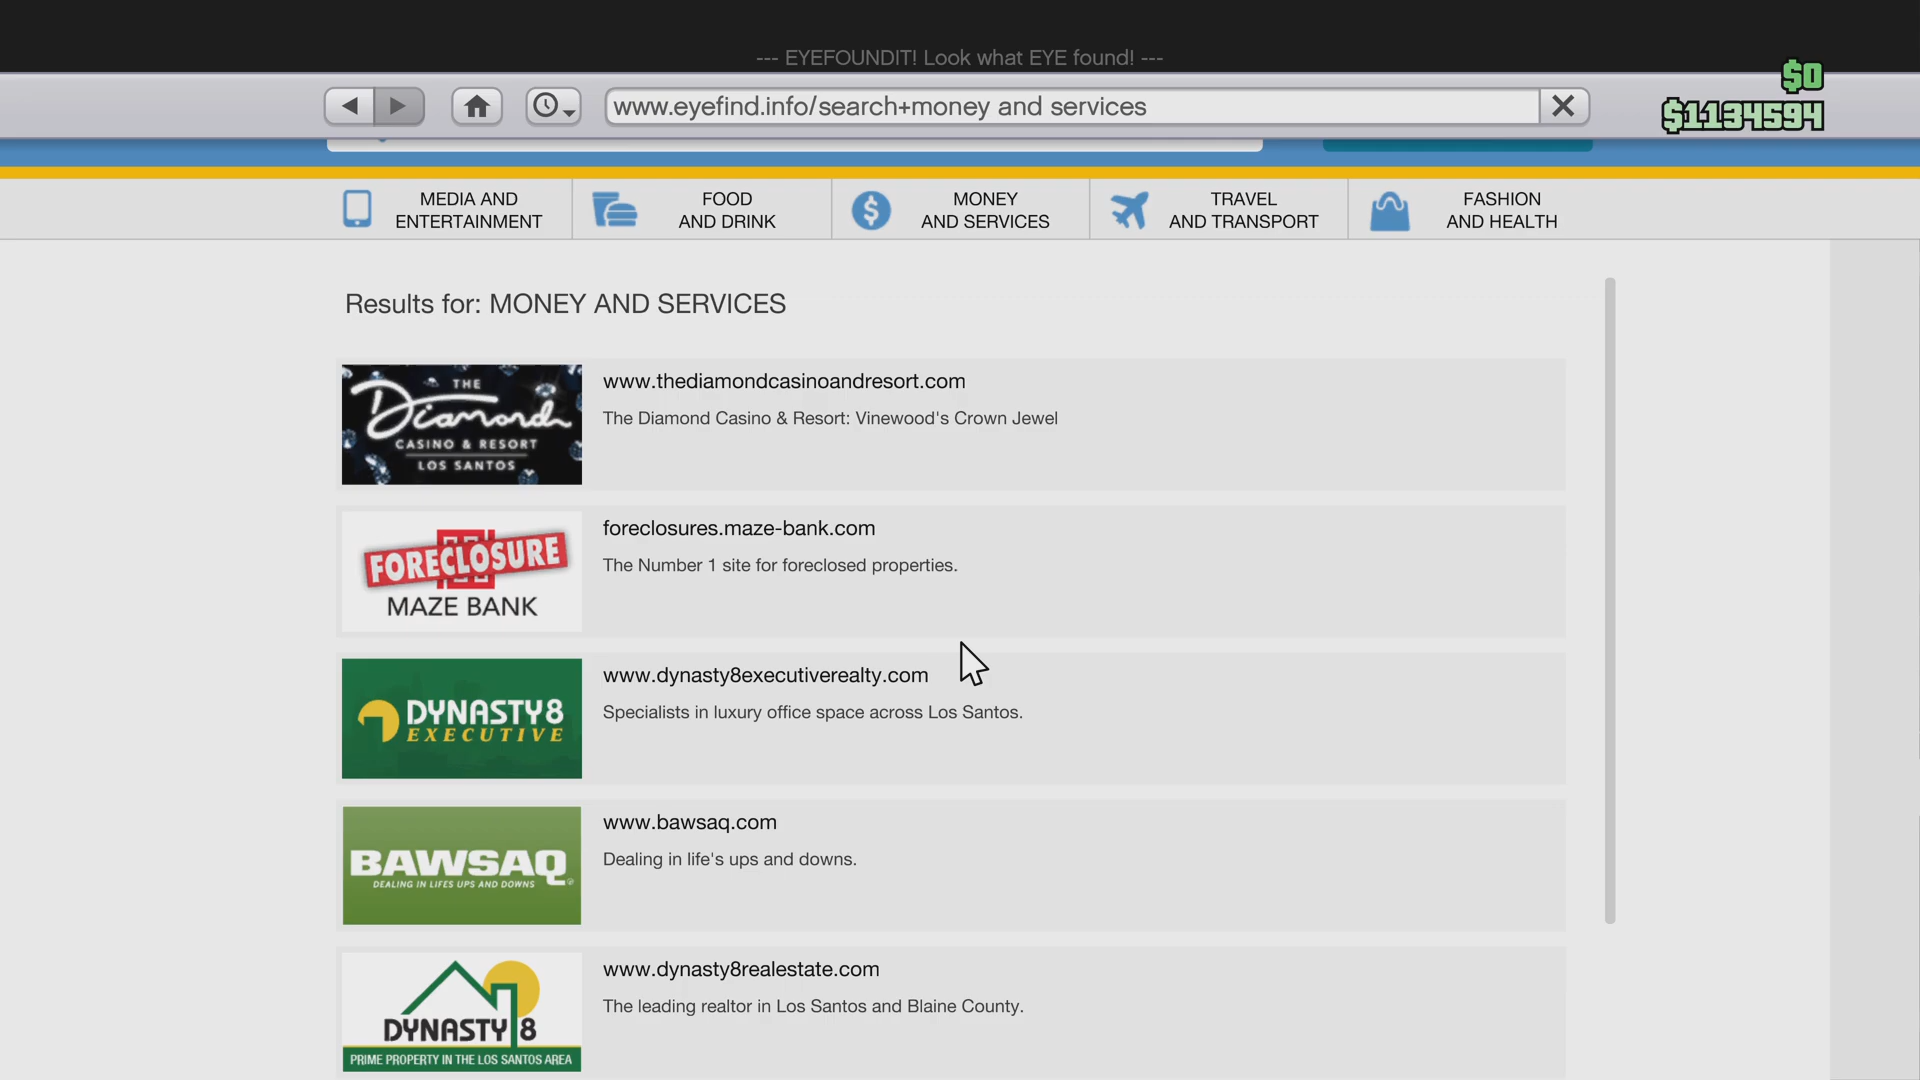 --- EYEFOUNDIT! Look what EYE found! ---
$0
www.eyefind.info/search+money and services
$1134594
MEDIA AND
ENTERTAINMENT
FOOD
AND DRINK
MONEY
AND SERVICES
TRAVEL
AND TRANSPORT
FASHION
AND HEALTH
Results for: MONEY AND SERVICES
THE
Diamond
CASINO & RESORT
LOS SANTOS
www.thediamondcasinoandresort.com
The Diamond Casino & Resort: Vinewood's Crown Jewel
FORECLOSURE
MAZE BANK
foreclosures.maze-bank.com
The Number 1 site for foreclosed properties.
DYNASTY8
EXECUTIVE
www.dynasty8executiverealty.com
Specialists in luxury office space across Los Santos.
BAWSAQ
DEALING IN LIFES UPS AND DOWNS
www.bawsaq.com
Dealing in life's ups and downs.
DYNASTY 8
PRIME PROPERTY IN THE LOS SANTOS AREA
www.dynasty8realestate.com
The leading realtor in Los Santos and Blaine County.